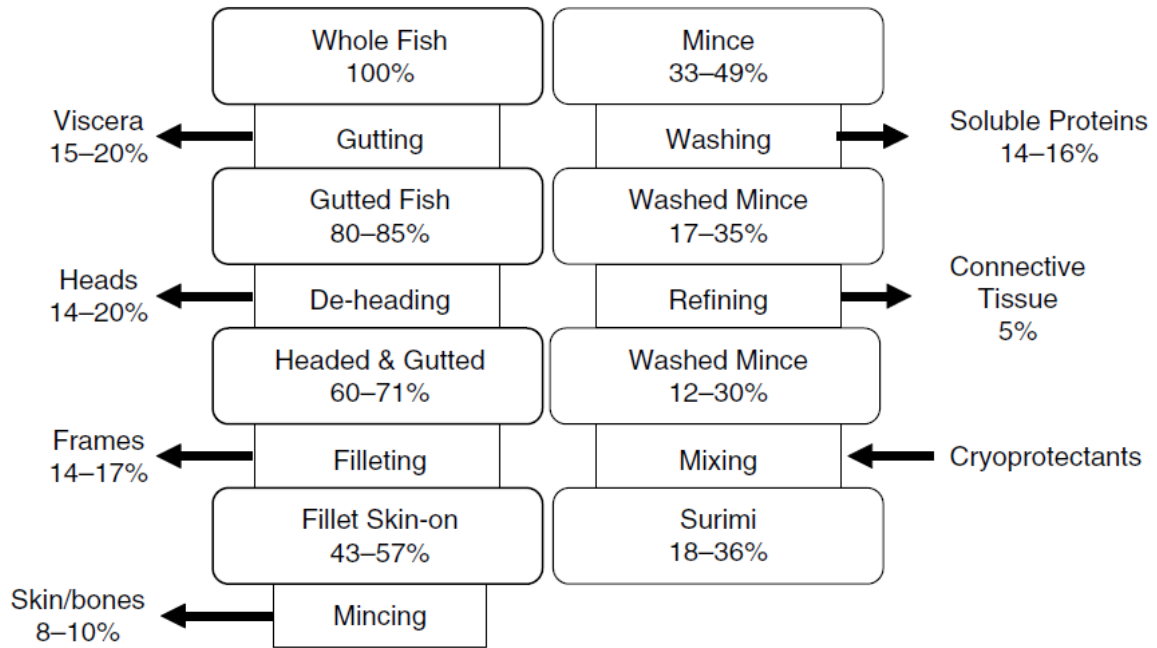 Whole Fish
100%
Viscera
15–20%
Gutting
Gutted Fish
80–85%
Heads
14–20%
De-heading
Headed & Gutted
60–71%
Frames
14–17%
Filleting
Fillet Skin-on
43–57%
Skin/bones
8–10%
Mincing
Mince
33–49%
Washing
Soluble Proteins
14–16%
Washed Mince
17–35%
Refining
Connective
Tissue
5%
Washed Mince
12–30%
Mixing
Cryoprotectants
Surimi
18–36%